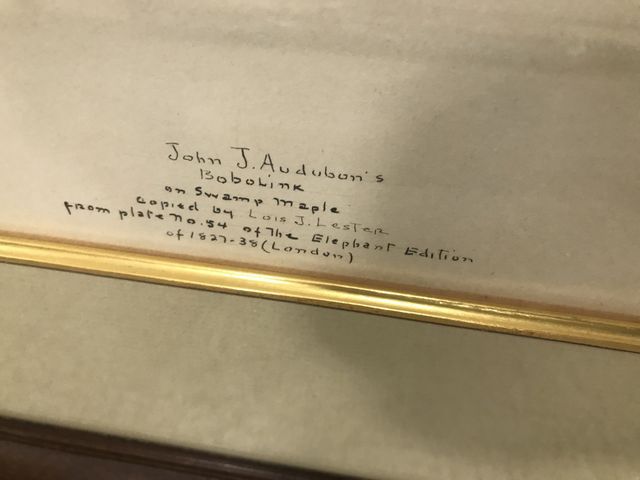 John J. Audubon's
Bobolink
on Swamp Maple
Copied by Lois J. Lester
from plate no. 54 of The Elephant Edition
of 1827-38 (London)